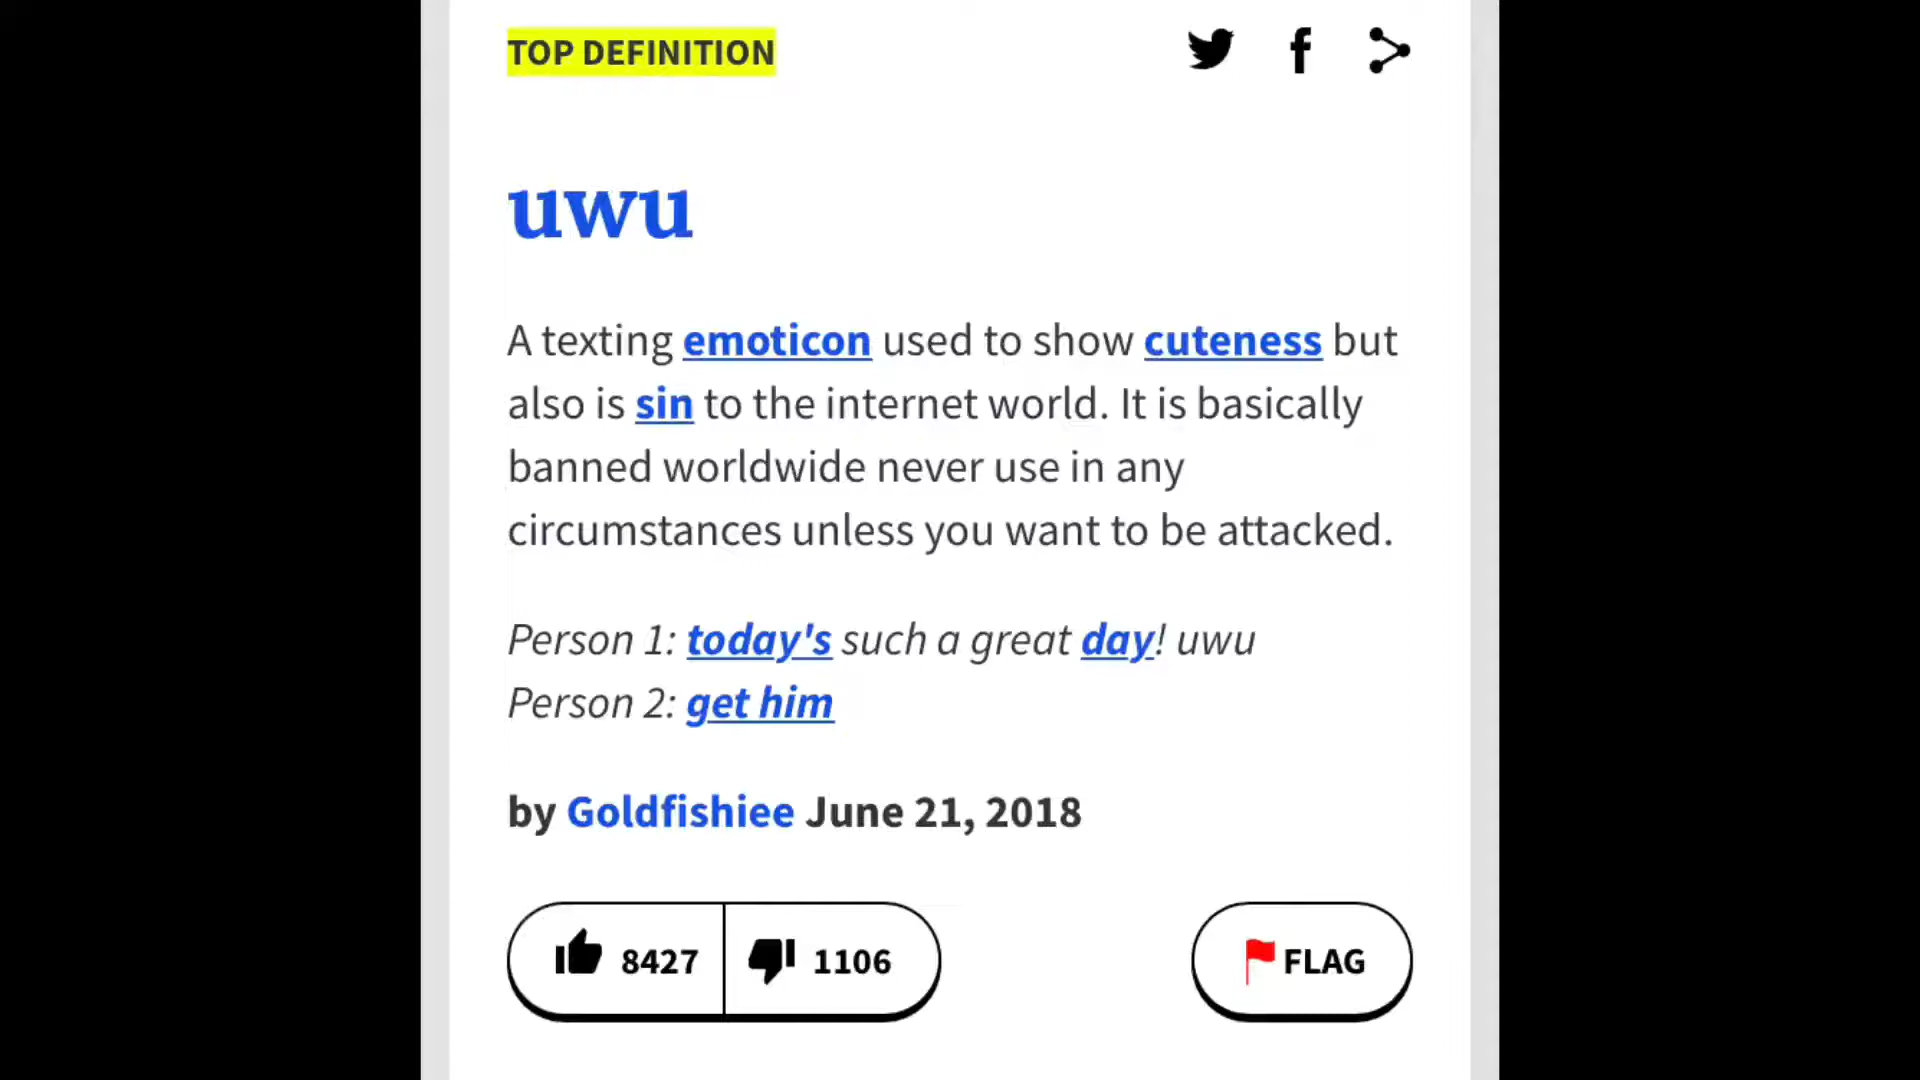 TOP DEFINITION
uwu
A texting emoticon used to show cuteness but
also is sin to the internet world. It is basically
banned worldwide never use in any
circumstances unless you want to be attacked.
Person 1: today's such a great day! uwu
Person 2: get him
by Goldfishiee June 21, 2018
8427 1106 FLAG